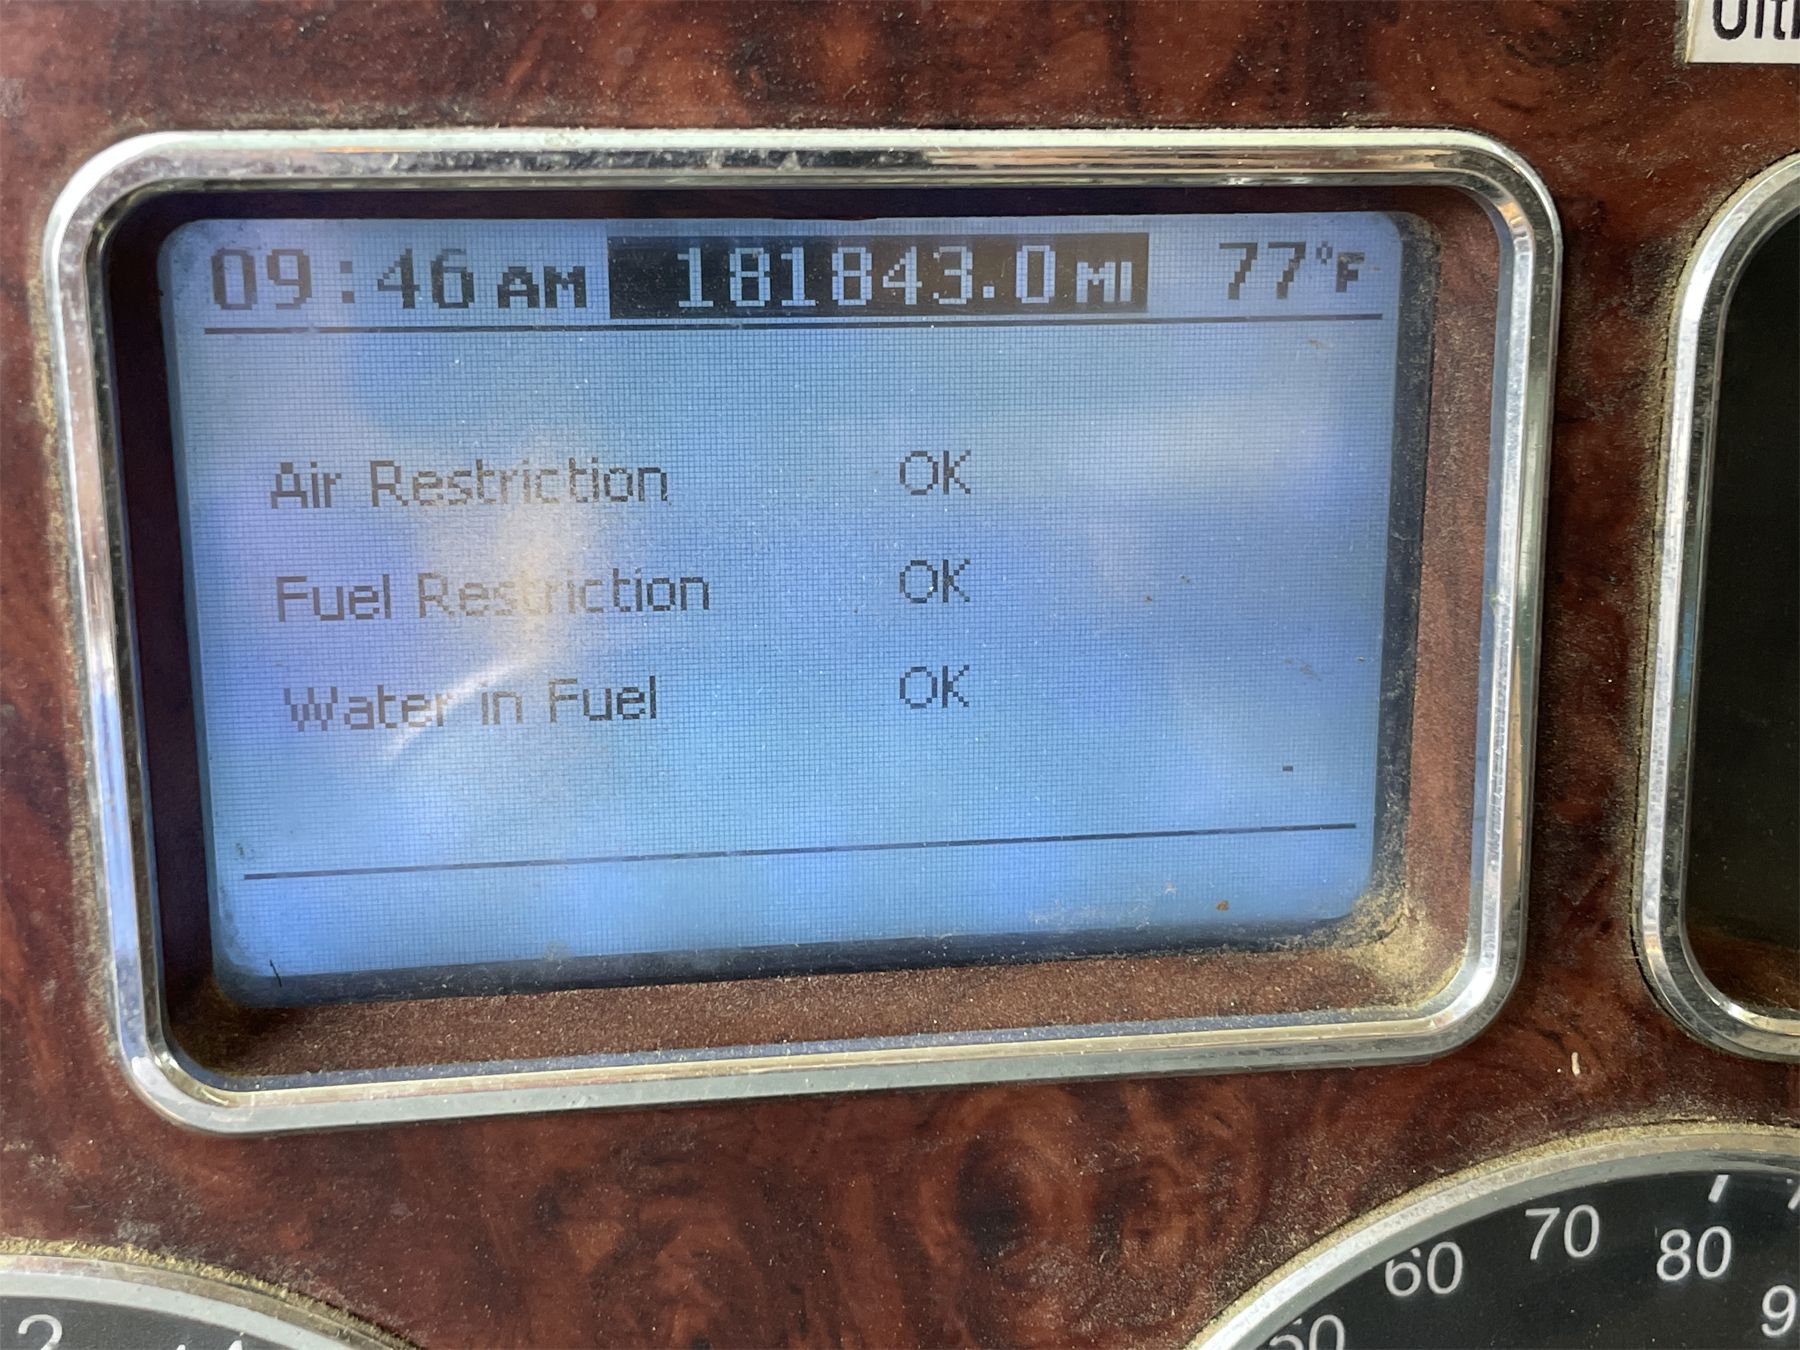 09:46 AM 181843.0 MI 77°F
Air Restriction OK
Fuel Restriction OK
Water in Fuel OK
60 70 80